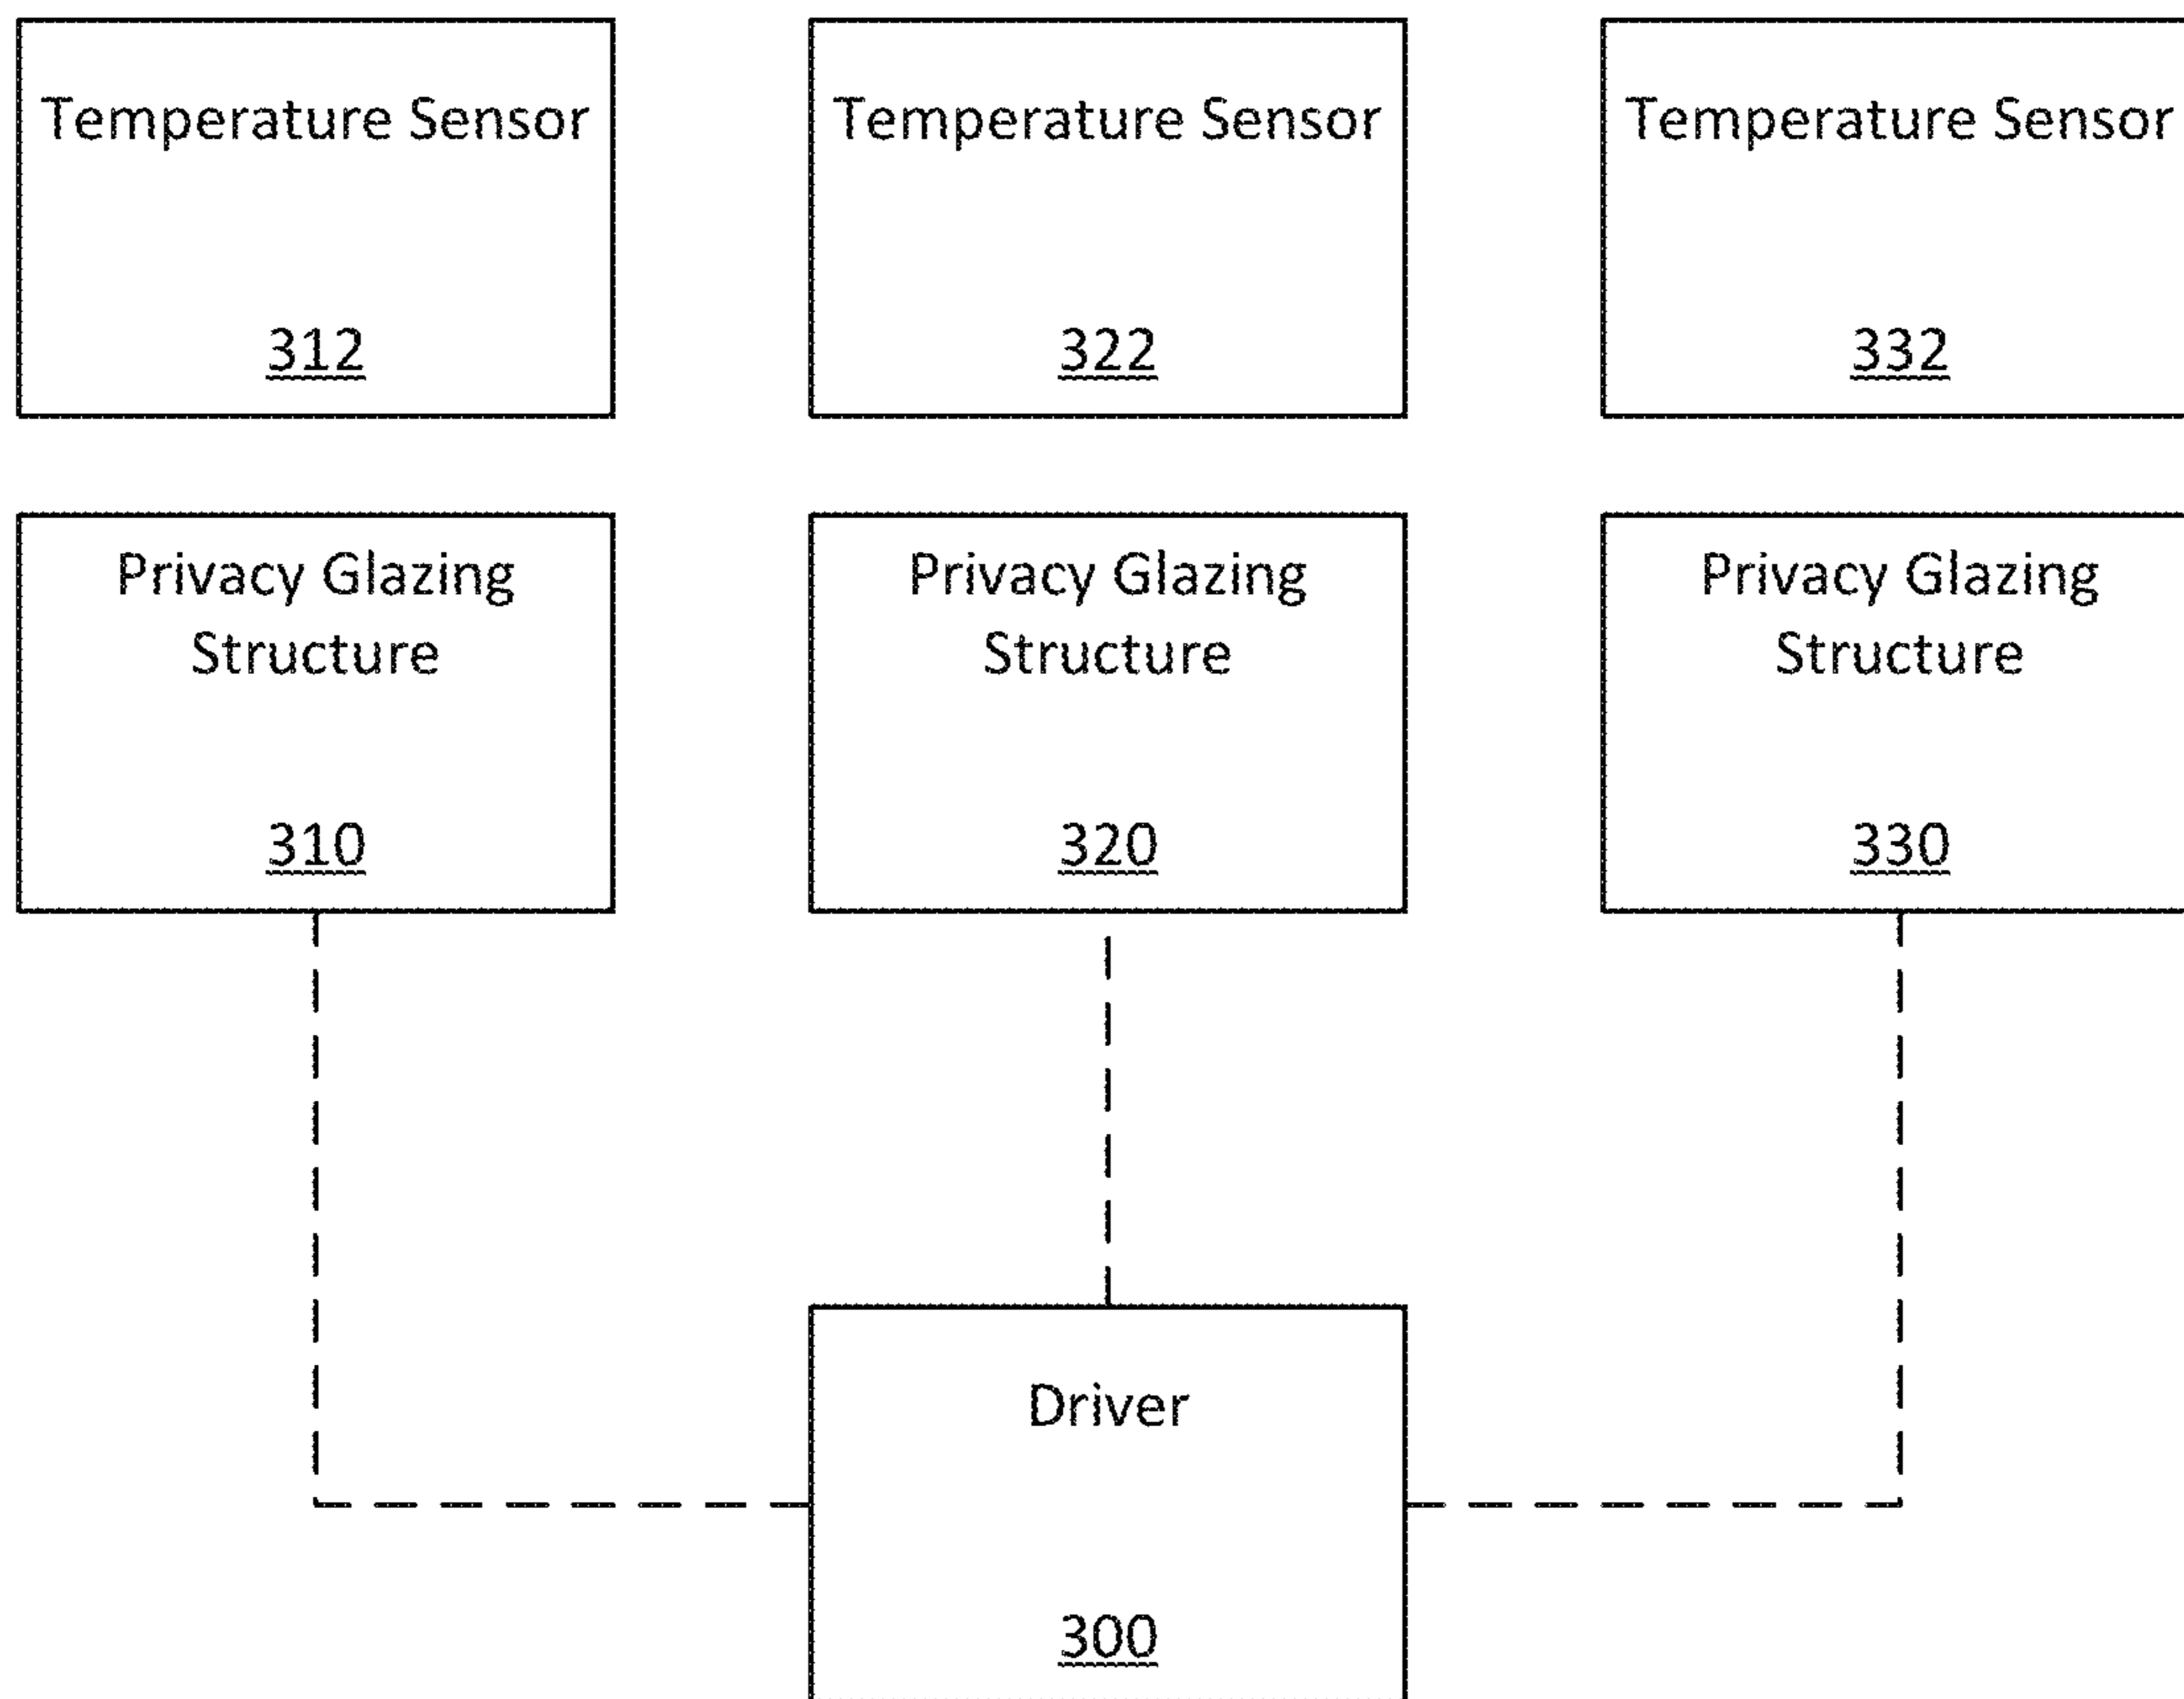 Temperature Sensor
312
Temperature Sensor
322
Temperature Sensor
332
Privacy Glazing
Structure
310
Privacy Glazing
Structure
320
Privacy Glazing
Structure
330
Driver
300